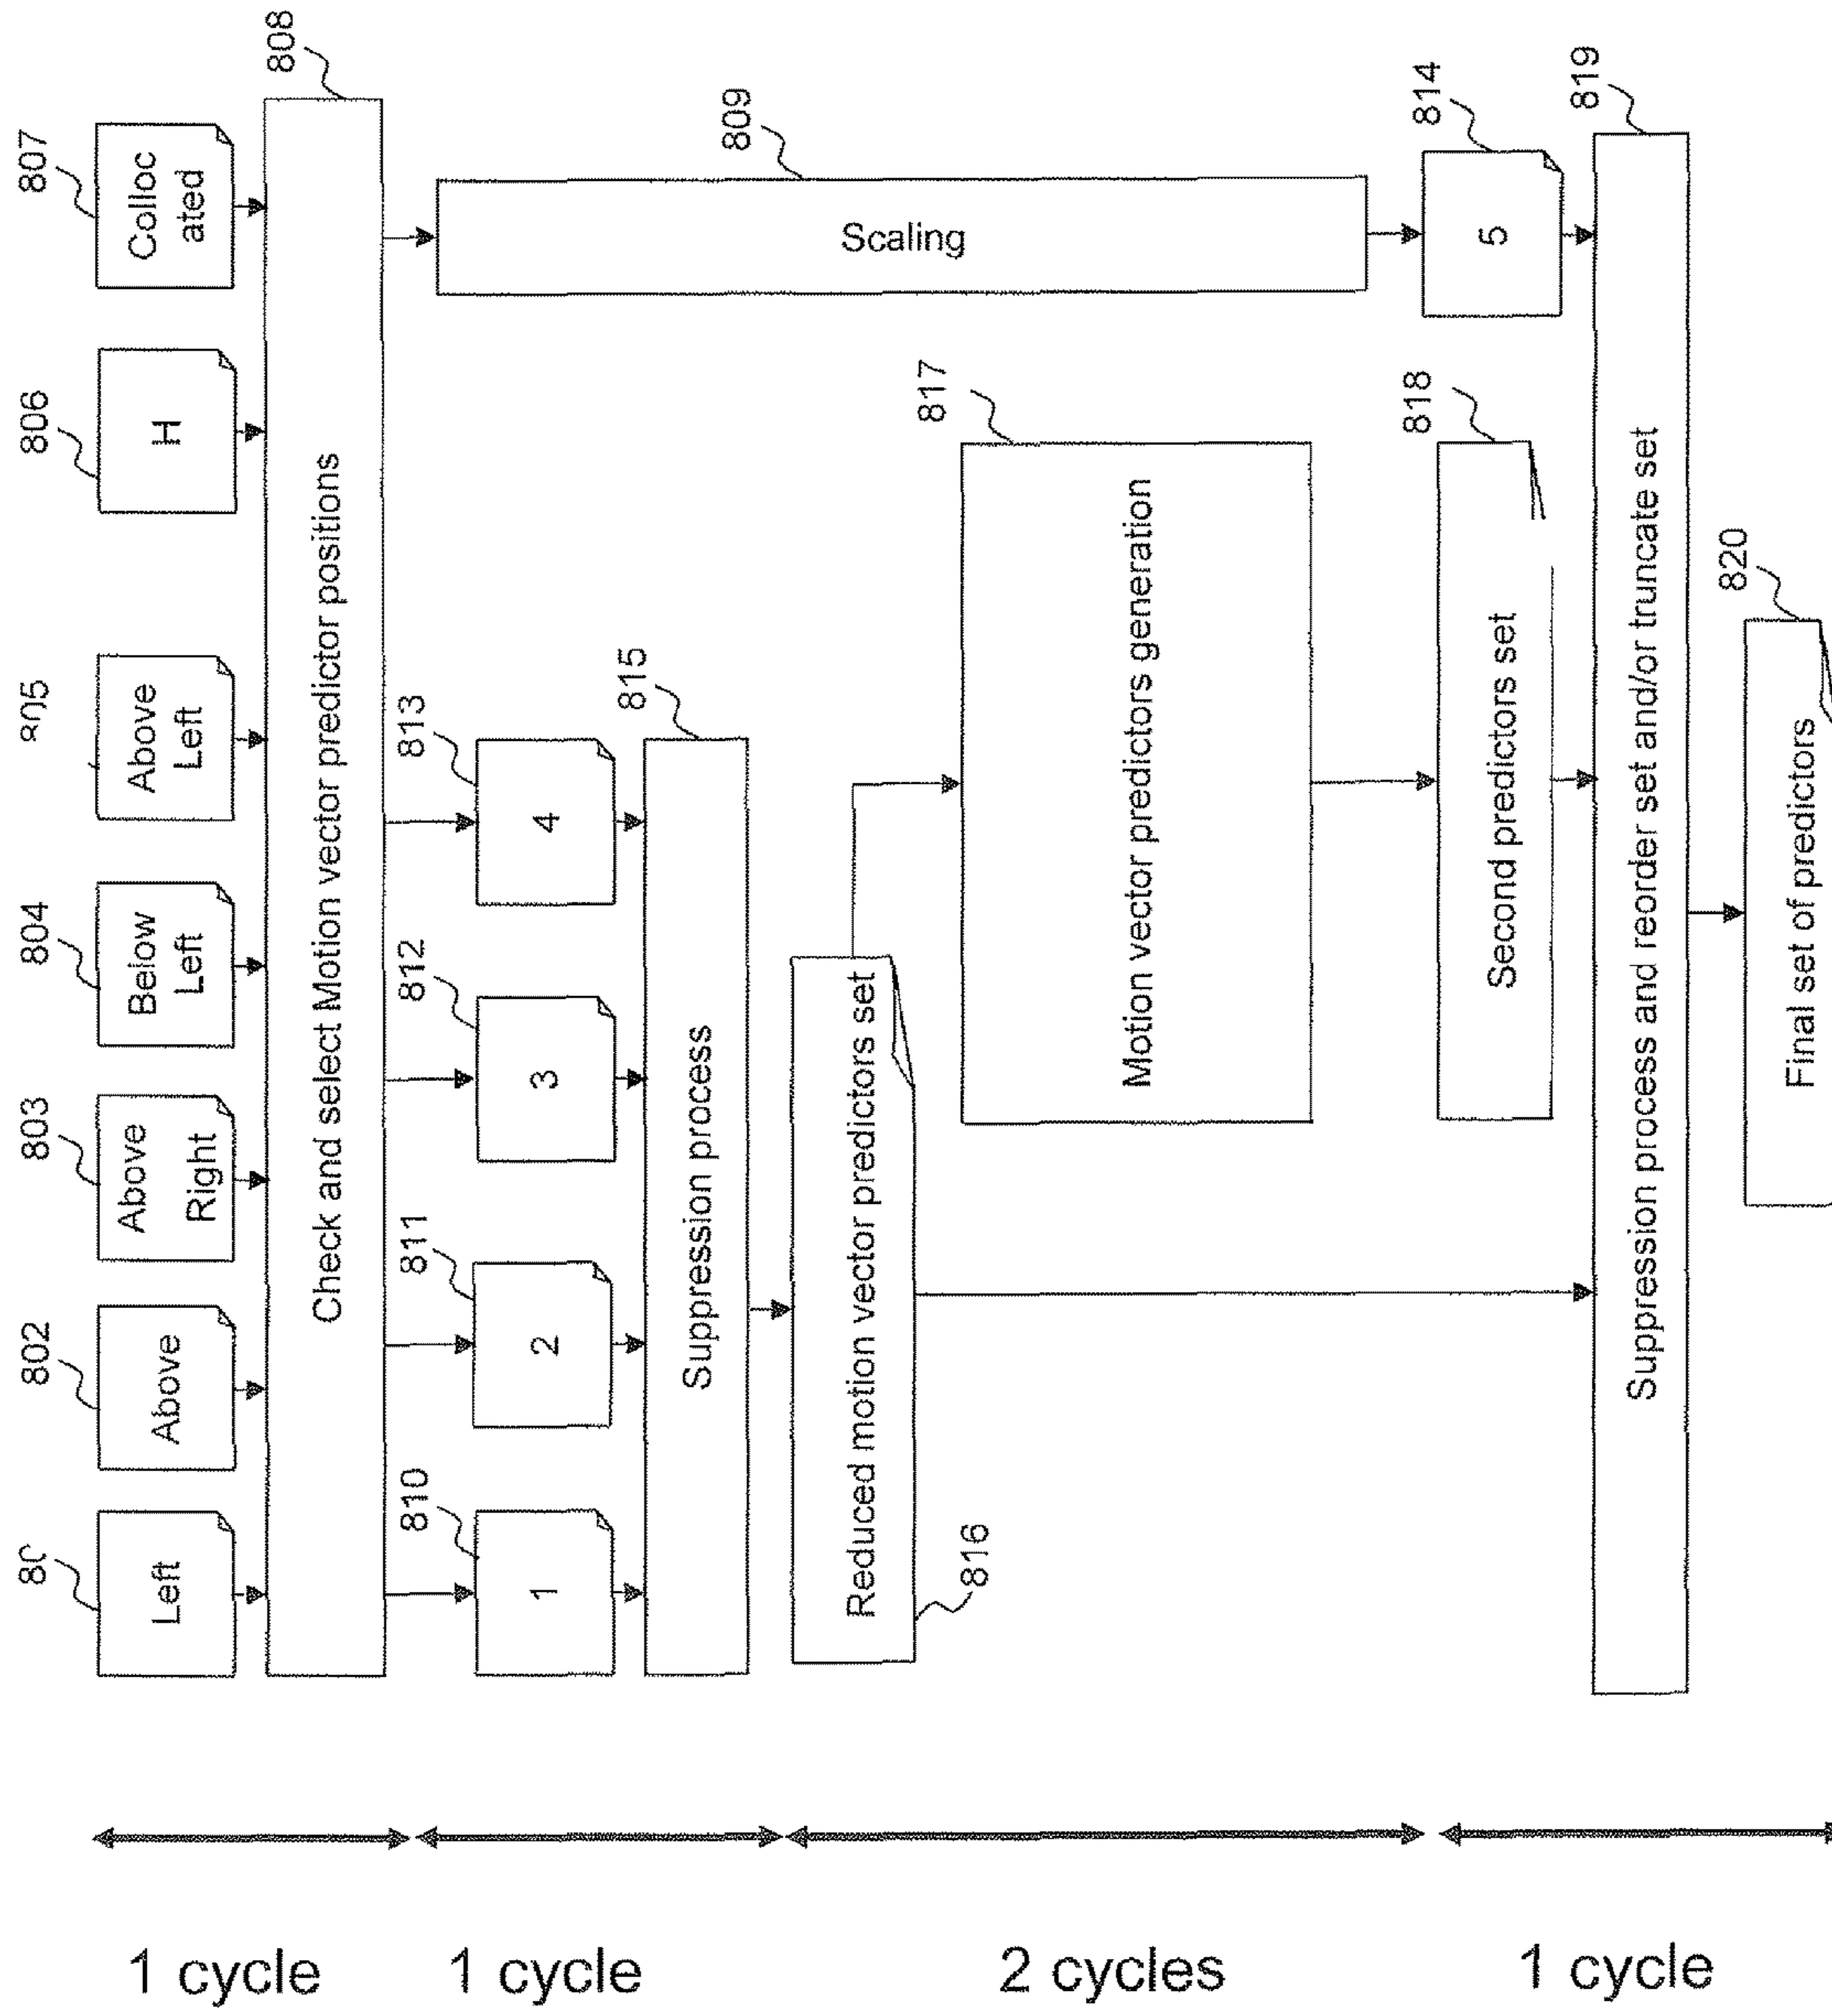 802
803
804
805
806
807
Left
Above
Above
Right
Below
Left
Above
Left
H
Colloc
ated
808
Check and select Motion vector predictor positions
810
811
812
813
1
2
3
4
815
Suppression process
809
Scaling
Reduced motion vector predictors set
816
817
Motion vector predictors generation
818
814
Second predictors set
5
819
Suppression process and reorder set and/or truncate set
820
Final set of predictors
1 cycle
1 cycle
2 cycles
1 cycle